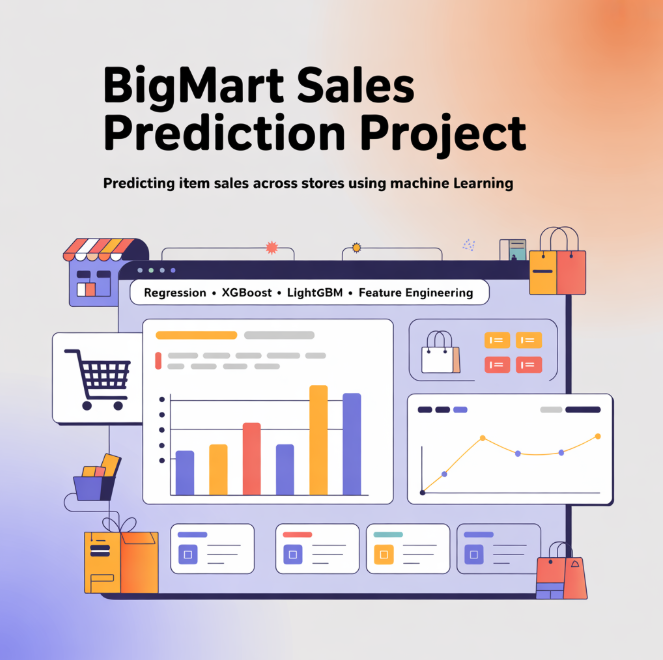 BigMart Sales
Prediction Project
Predicting item sales across stores using machine Learning
Regression • XGBoost • LightGBM • Feature Engineering